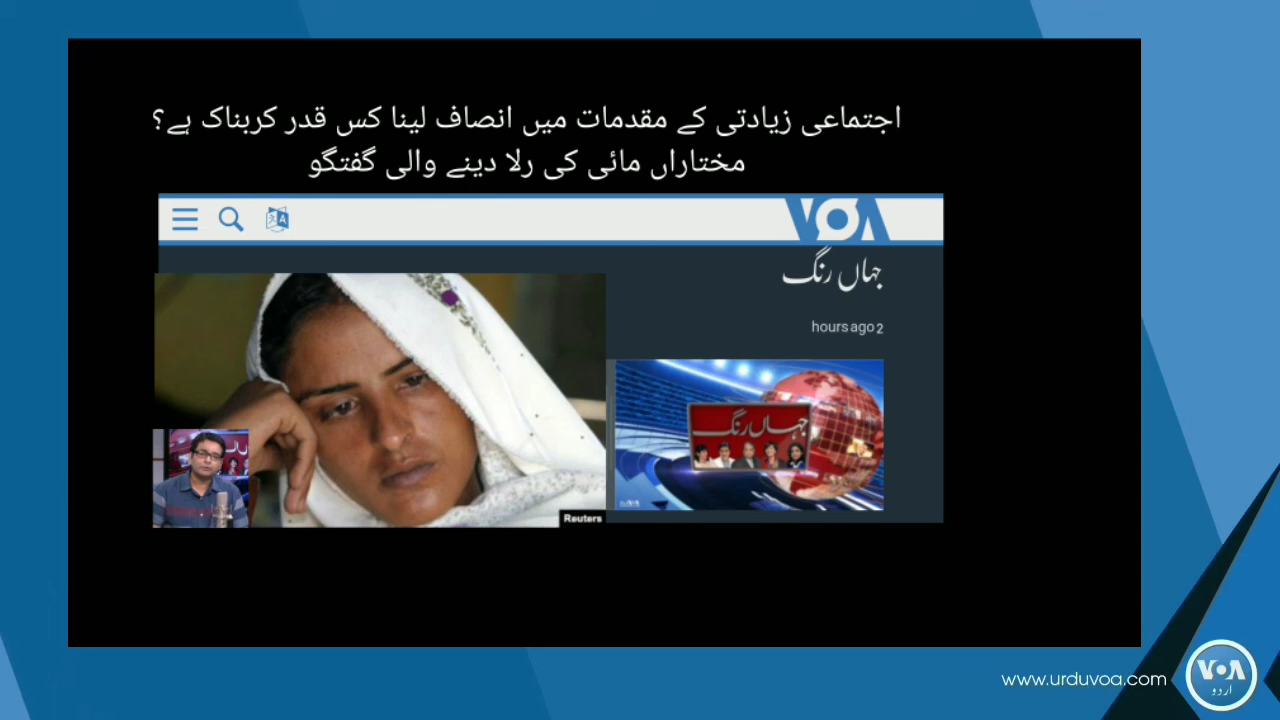 اجتماعی زیادتی کے مقدمات میں انصاف لینا کس قدر کربناک ہے؟
مختاراں مائی کی رلا دینے والی گفتگو
VOA
جہاں رنگ
2 hours ago
جہاں رنگ
Reuters
www.urduvoa.com
VOA
اردو